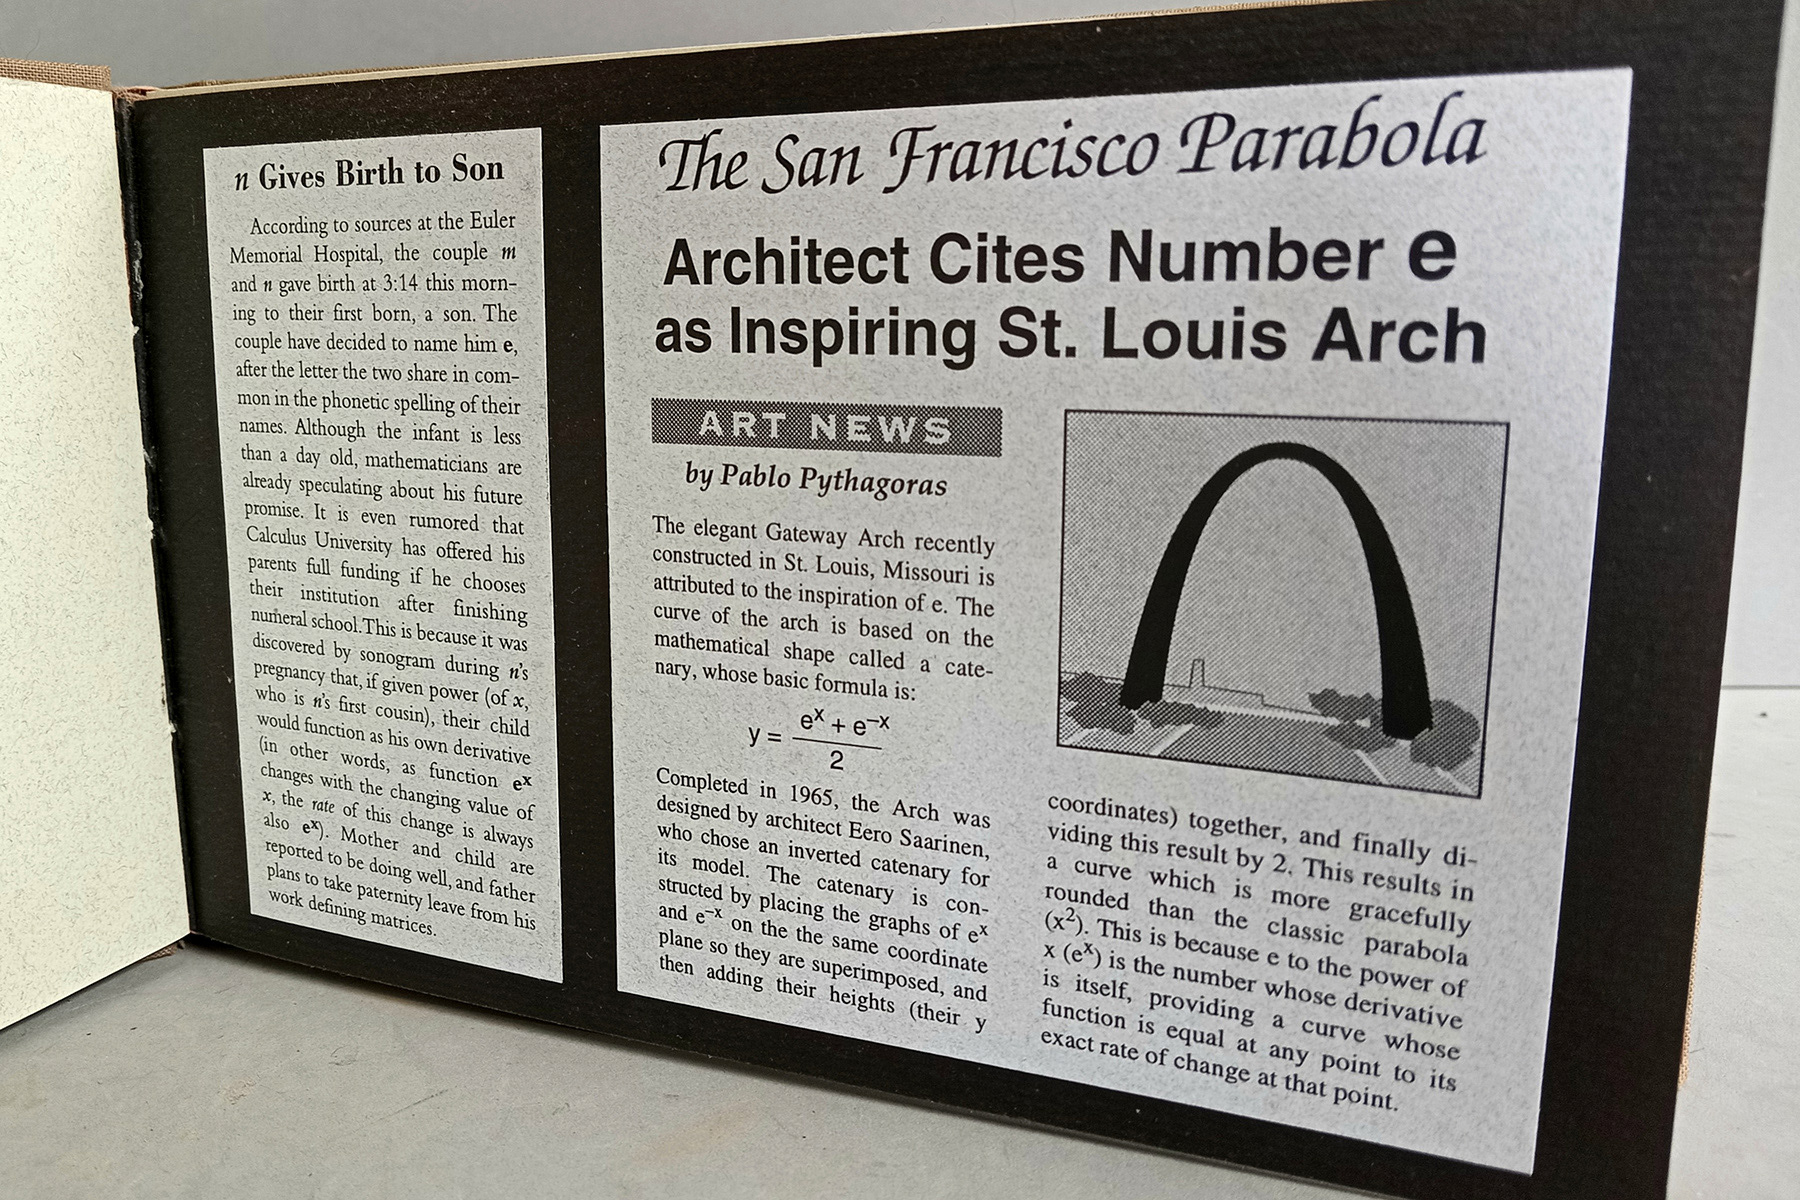 n Gives Birth to Son
According to sources at the Euler
Memorial Hospital, the couple m
and n gave birth at 3:14 this morn-
ing to their first born, a son. The
couple have decided to name him e,
after the letter the two share in com-
mon in the phonetic spelling of their
names. Although the infant is less
than a day old, mathematicians are
already speculating about his future
promise. It is even rumored that
Calculus University has offered his
parents full funding if he chooses
their institution after finishing
numeral school.This is because it was
discovered by sonogram during n's
pregnancy that, if given power (of x,
who is n's first cousin), their child
would function as his own derivative
(in other words, as function eˣ
changes with the changing value of
x, the rate of this change is always
also eˣ). Mother and child are
reported to be doing well, and father
plans to take paternity leave from his
work defining matrices.
The San Francisco Parabola
Architect Cites Number e
as Inspiring St. Louis Arch
ART NEWS
by Pablo Pythagoras
The elegant Gateway Arch recently
constructed in St. Louis, Missouri is
attributed to the inspiration of e. The
curve of the arch is based on the
mathematical shape called a cate-
nary, whose basic formula is:
y = (eˣ + e⁻ˣ) / 2
Completed in 1965, the Arch was
designed by architect Eero Saarinen,
who chose an inverted catenary for
its model. The catenary is con-
structed by placing the graphs of eˣ
and e⁻ˣ on the the same coordinate
plane so they are superimposed, and
then adding their heights (their y
coordinates) together, and finally di-
viding this result by 2. This results in
a curve which is more gracefully
rounded than the classic parabola
(x²). This is because e to the power of
x (eˣ) is the number whose derivative
is itself, providing a curve whose
function is equal at any point to its
exact rate of change at that point.